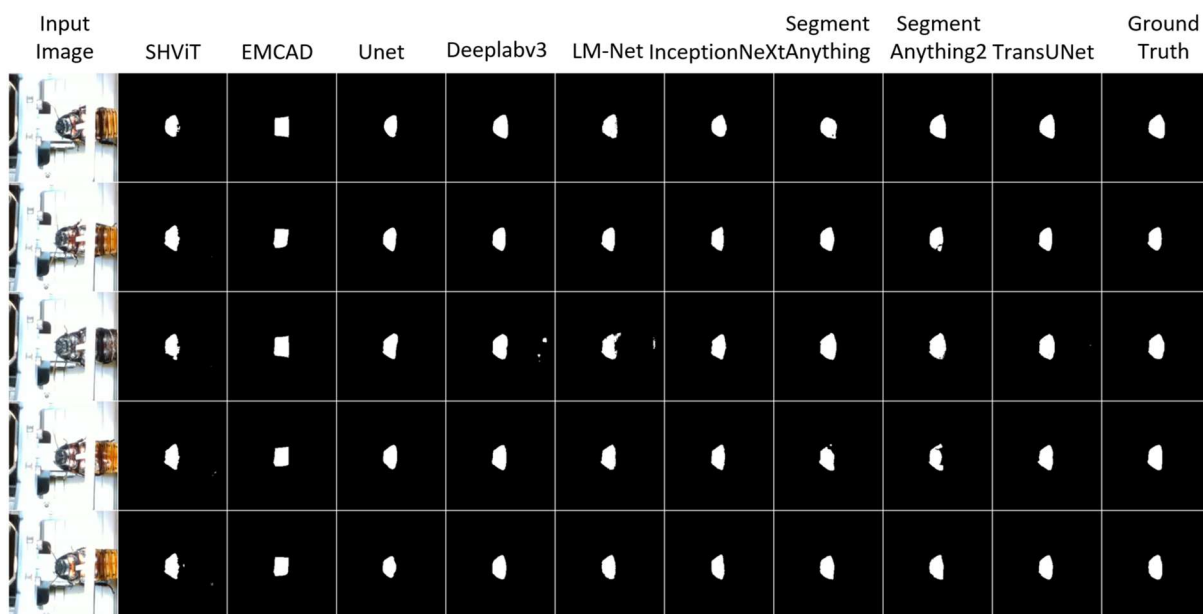 Input Image
SHViT
EMCAD
Unet
Deeplabv3
LM-Net
InceptionNeXt
Segment Anything
Segment Anything2
TransUNet
Ground Truth